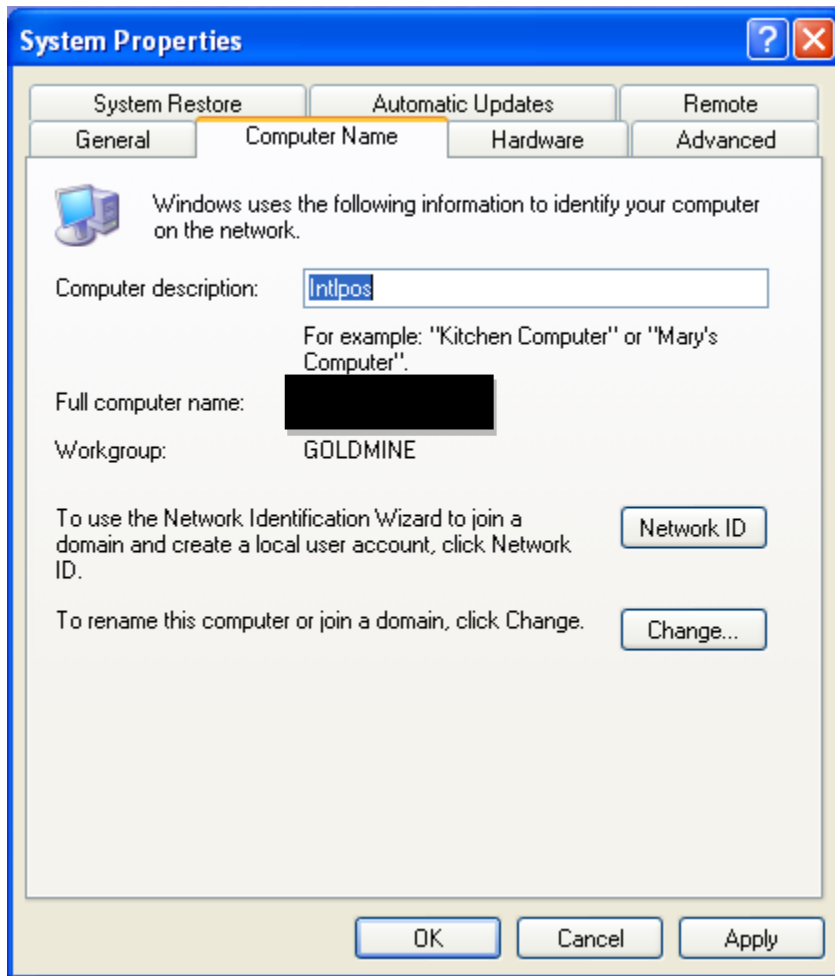 System Properties
System Restore Automatic Updates Remote
General Computer Name Hardware Advanced
Windows uses the following information to identify your computer
on the network.
Computer description: Intlpos
For example: "Kitchen Computer" or "Mary's
Computer".
Full computer name:
Workgroup: GOLDMINE
To use the Network Identification Wizard to join a
domain and create a local user account, click Network
ID.
Network ID
To rename this computer or join a domain, click Change.
Change...
OK Cancel Apply